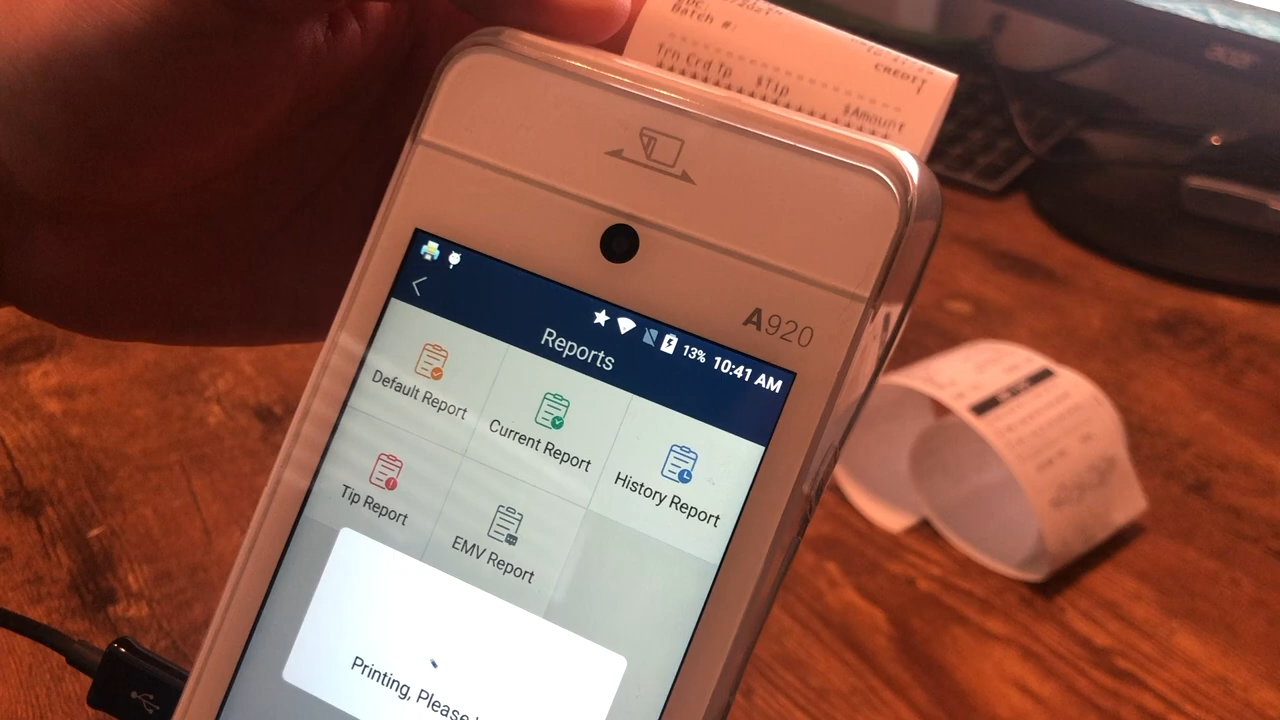 Batch #:
CREDIT
Trn Crd Tp $Tip $Amount
acer
A920
13% 10:41 AM
Reports
Default Report
Current Report
History Report
Tip Report
EMV Report
Printing, Please